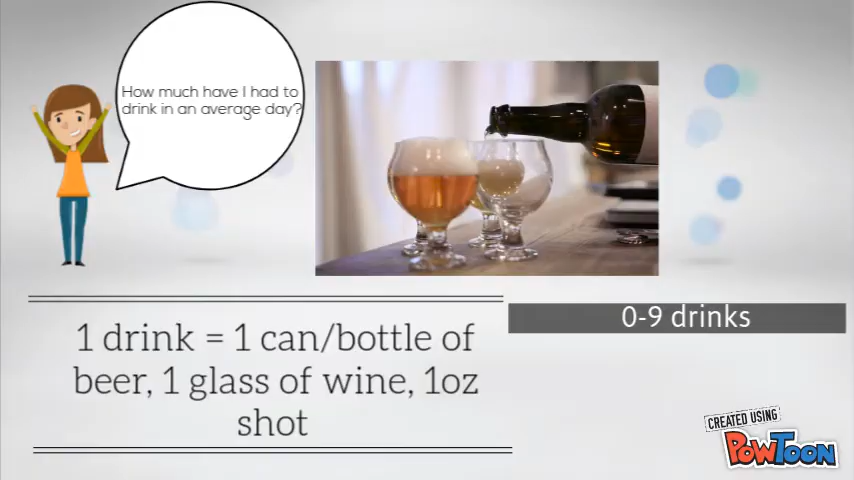 How much have I had to
drink in an average day?
0-9 drinks
1 drink = 1 can/bottle of
beer, 1 glass of wine, 1oz
shot
CREATED USING
POWTOON